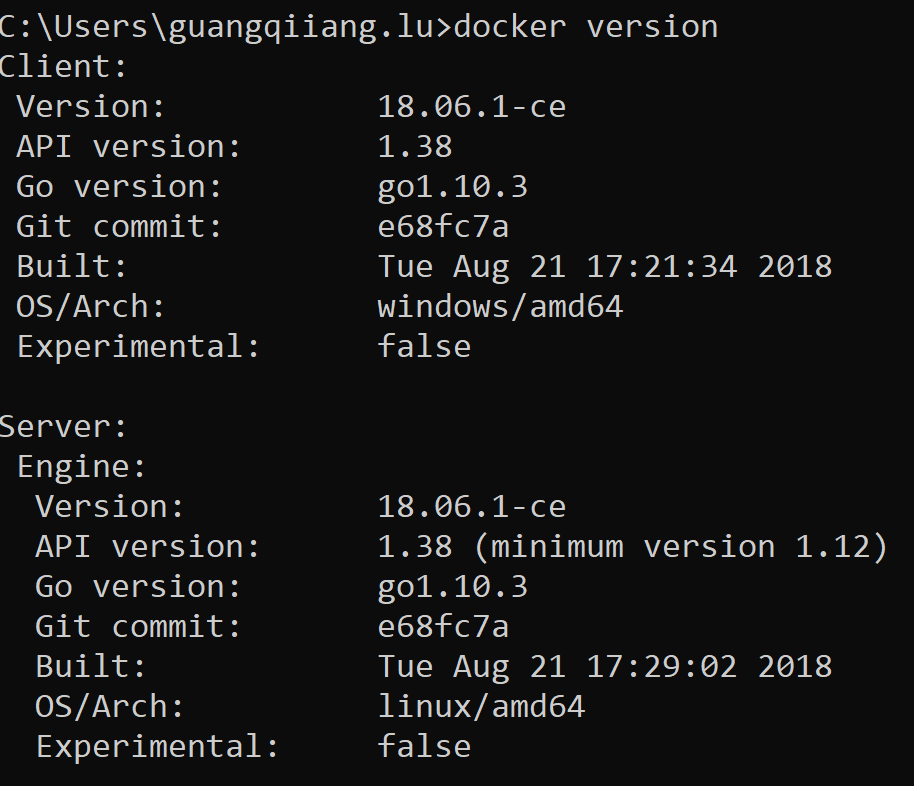 C:\Users\guangqiiang.lu>docker version
Client:
 Version:           18.06.1-ce
 API version:       1.38
 Go version:        go1.10.3
 Git commit:        e68fc7a
 Built:             Tue Aug 21 17:21:34 2018
 OS/Arch:           windows/amd64
 Experimental:      false

Server:
 Engine:
  Version:          18.06.1-ce
  API version:      1.38 (minimum version 1.12)
  Go version:       go1.10.3
  Git commit:       e68fc7a
  Built:            Tue Aug 21 17:29:02 2018
  OS/Arch:          linux/amd64
  Experimental:     false